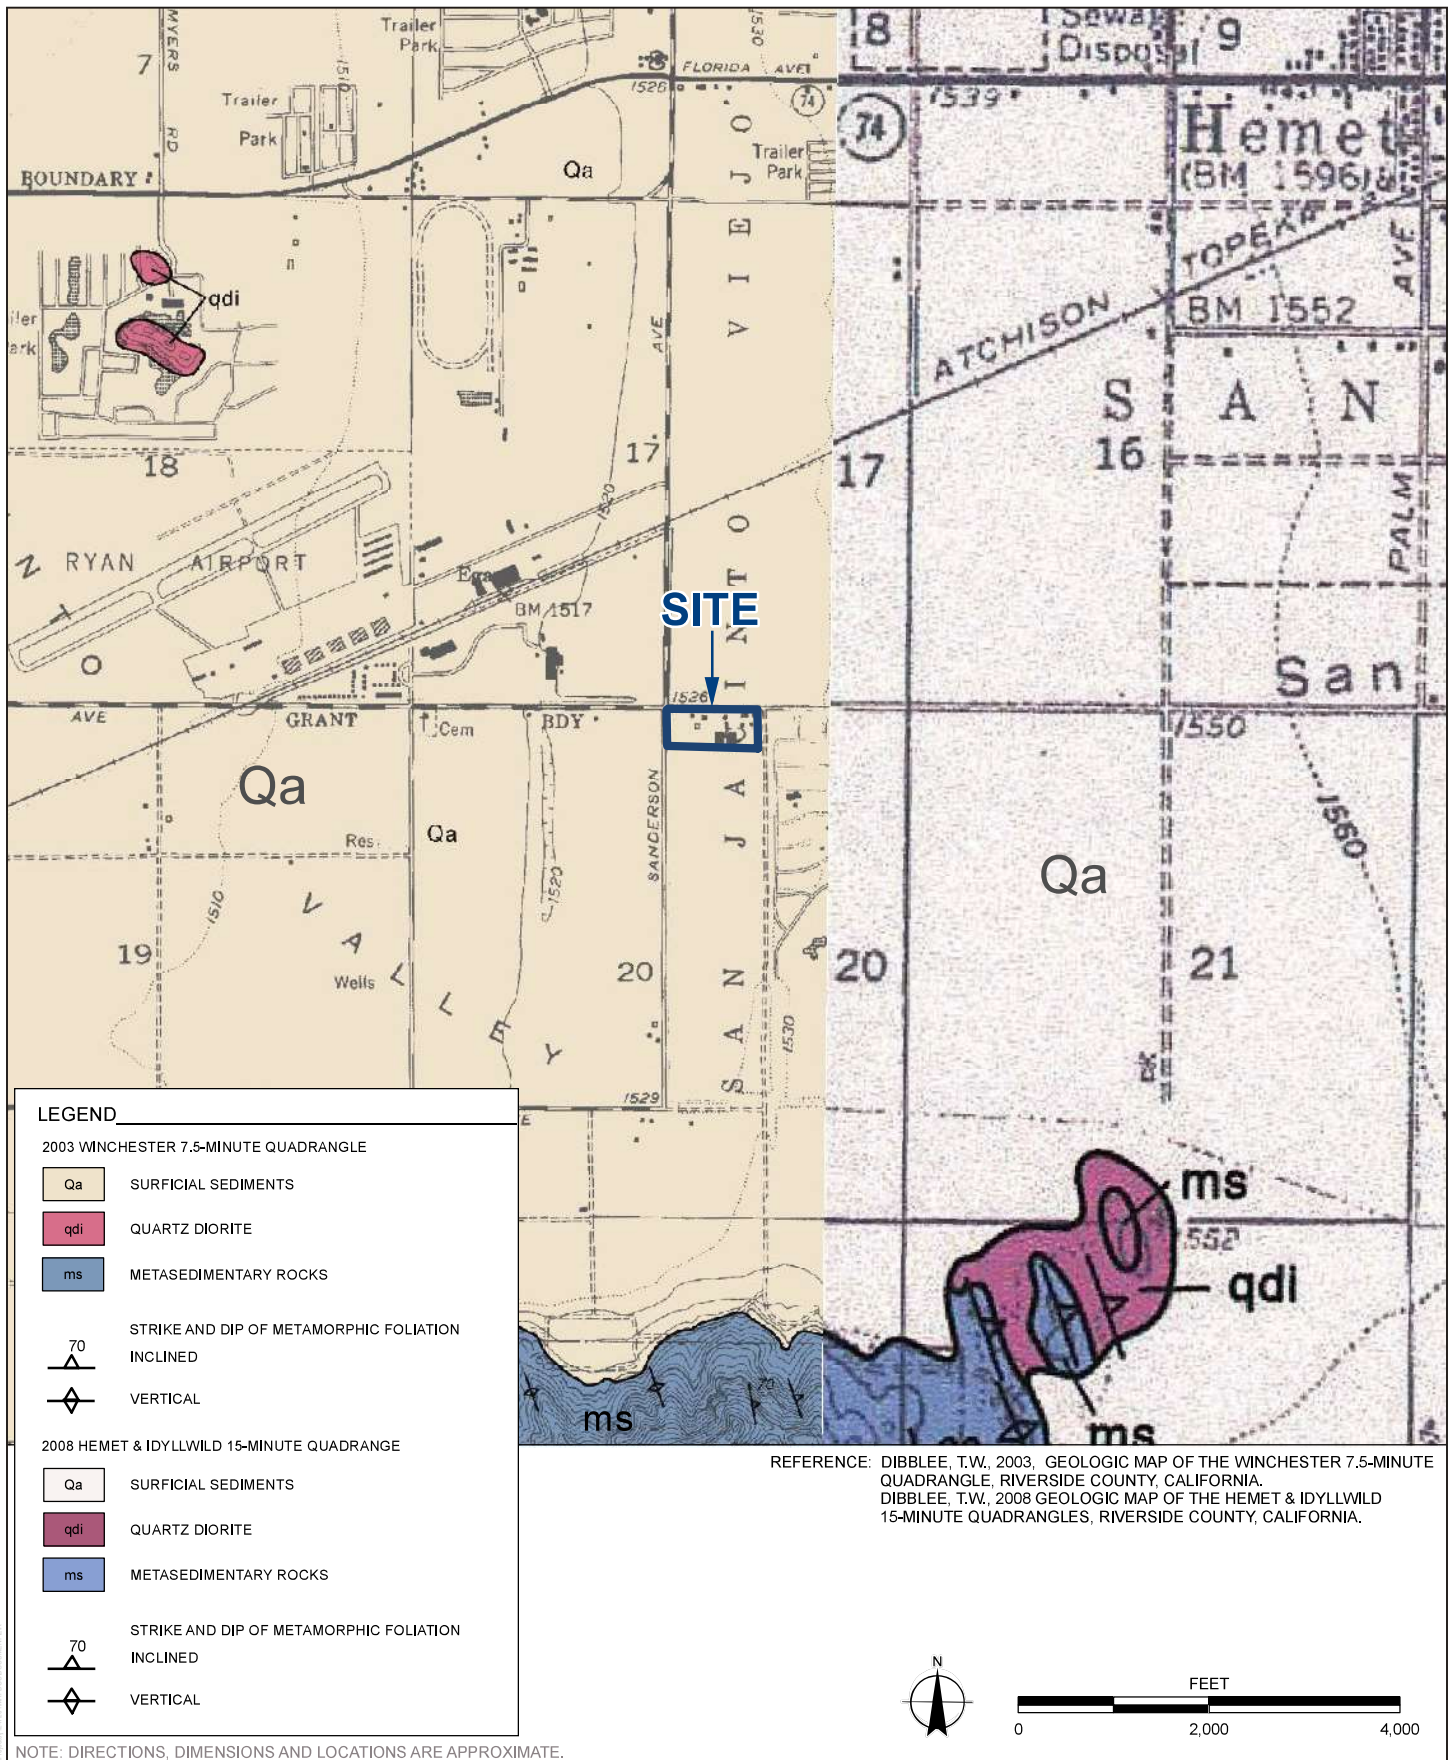 MYERS RD
7
Trailer
Park
1510
1530
FLORIDA AVE
1526
74
Trailer
Park
Trailer
Park
Qa
BOUNDARY
8
Sewage
Disposal
9
1539
74
Hemet
(BM 1596)
ATCHISON
TOPEKA
BM 1552
AVE
PALM
S A N
16
17
qdi
18
17
AVE
1520
V I E J O
RYAN AIRPORT
N
O
Egan
BM 1517
SITE
1526
AVE
GRANT
BDY
Cem
San
1550
1560
Qa
Qa
Qa
Res
1510
1520
SANDERSON
S A N J A I N T O
19
Wells
V A L L E Y
20
20
21
1530
DK
1529
1552
ms
qdi
ms
ms
70
LEGEND
2003 WINCHESTER 7.5-MINUTE QUADRANGLE
Qa SURFICIAL SEDIMENTS
qdi QUARTZ DIORITE
ms METASEDIMENTARY ROCKS
70 STRIKE AND DIP OF METAMORPHIC FOLIATION
INCLINED
VERTICAL
2008 HEMET & IDYLLWILD 15-MINUTE QUADRANGE
Qa SURFICIAL SEDIMENTS
qdi QUARTZ DIORITE
ms METASEDIMENTARY ROCKS
70 STRIKE AND DIP OF METAMORPHIC FOLIATION
INCLINED
VERTICAL
REFERENCE: DIBBLEE, T.W., 2003, GEOLOGIC MAP OF THE WINCHESTER 7.5-MINUTE
QUADRANGLE, RIVERSIDE COUNTY, CALIFORNIA.
DIBBLEE, T.W., 2008 GEOLOGIC MAP OF THE HEMET & IDYLLWILD
15-MINUTE QUADRANGLES, RIVERSIDE COUNTY, CALIFORNIA.
N
FEET
0 2,000 4,000
NOTE: DIRECTIONS, DIMENSIONS AND LOCATIONS ARE APPROXIMATE.